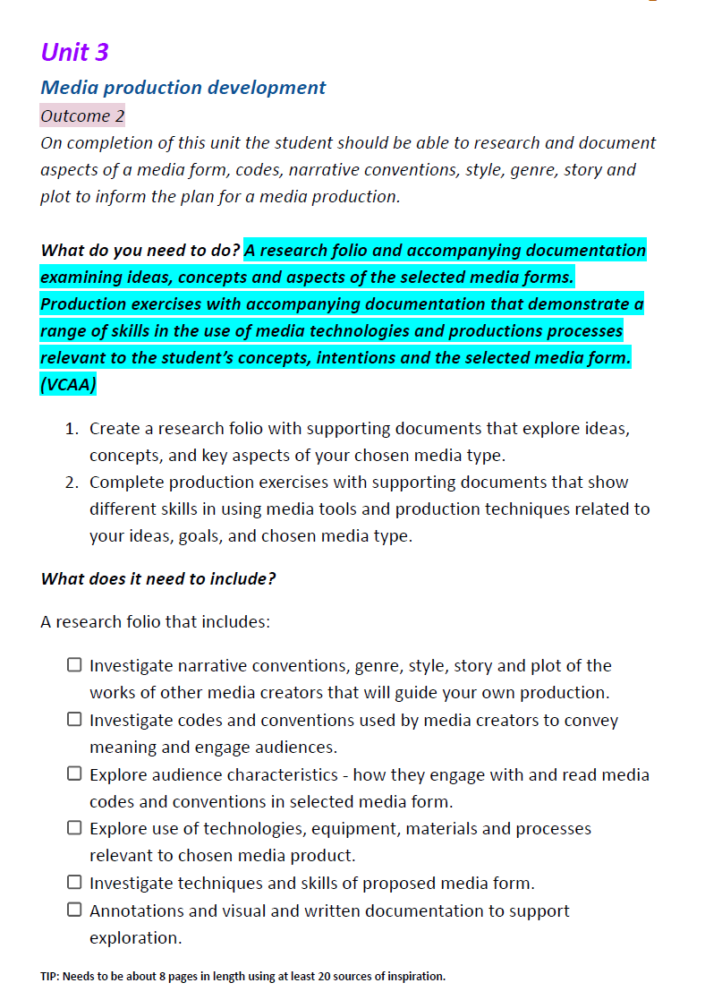 Unit 3
Media production development
Outcome 2
On completion of this unit the student should be able to research and document
aspects of a media form, codes, narrative conventions, style, genre, story and
plot to inform the plan for a media production.
What do you need to do? A research folio and accompanying documentation
examining ideas, concepts and aspects of the selected media forms.
Production exercises with accompanying documentation that demonstrate a
range of skills in the use of media technologies and productions processes
relevant to the student’s concepts, intentions and the selected media form.
(VCAA)
1. Create a research folio with supporting documents that explore ideas,
concepts, and key aspects of your chosen media type.
2. Complete production exercises with supporting documents that show
different skills in using media tools and production techniques related to
your ideas, goals, and chosen media type.
What does it need to include?
A research folio that includes:
☐ Investigate narrative conventions, genre, style, story and plot of the
works of other media creators that will guide your own production.
☐ Investigate codes and conventions used by media creators to convey
meaning and engage audiences.
☐ Explore audience characteristics - how they engage with and read media
codes and conventions in selected media form.
☐ Explore use of technologies, equipment, materials and processes
relevant to chosen media product.
☐ Investigate techniques and skills of proposed media form.
☐ Annotations and visual and written documentation to support
exploration.
TIP: Needs to be about 8 pages in length using at least 20 sources of inspiration.